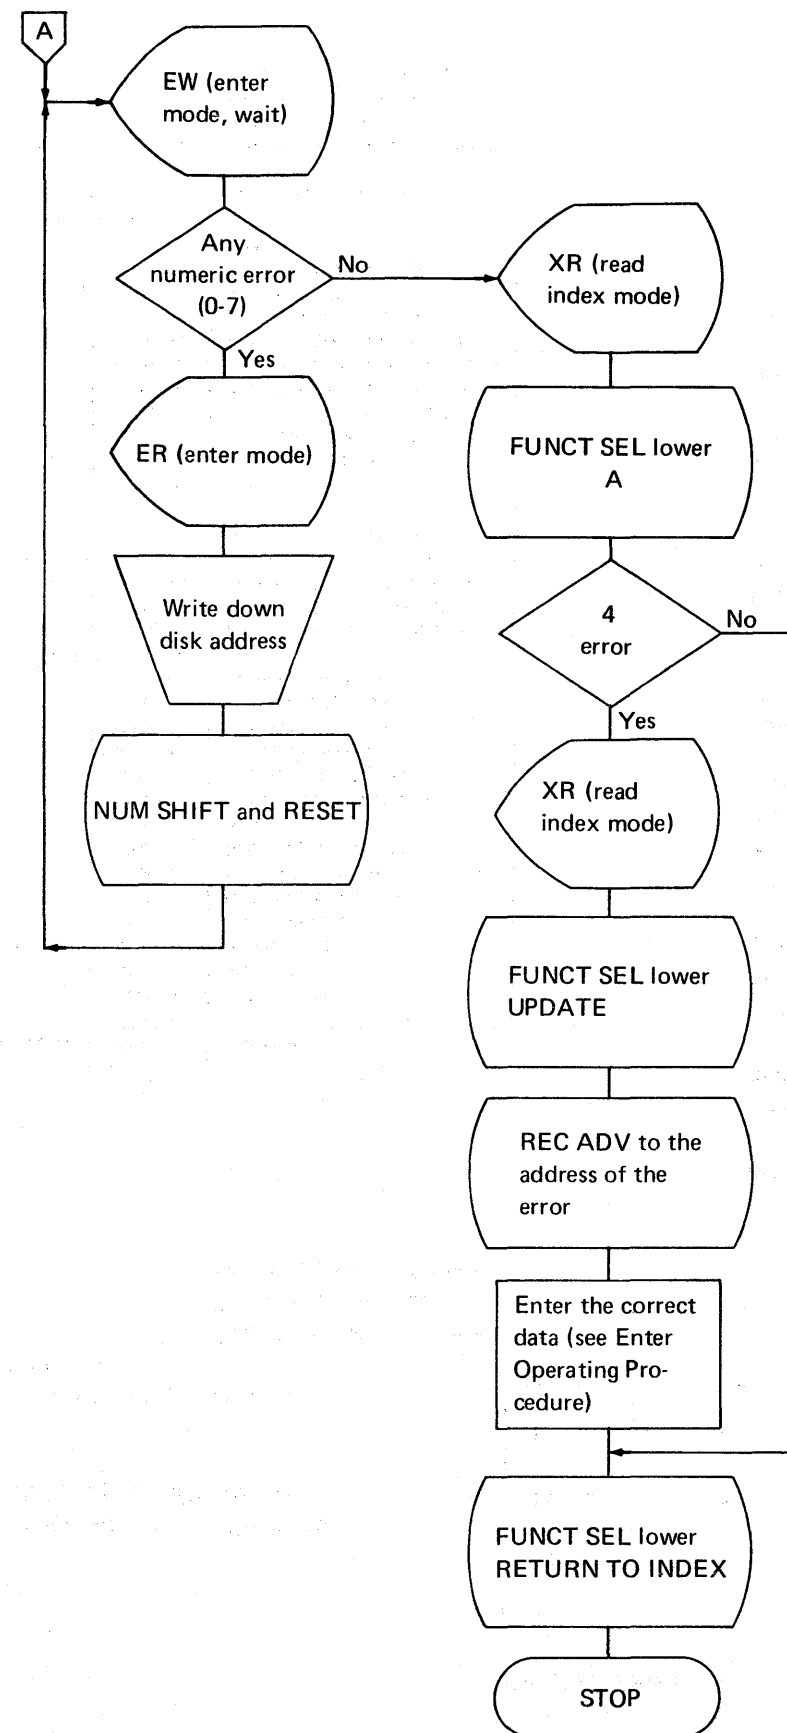 A
EW (enter
mode, wait)
Any
numeric error
(0-7)
No
Yes
ER (enter mode)
Write down
disk address
NUM SHIFT and RESET
XR (read
index mode)
FUNCT SEL lower
A
4
error
No
Yes
XR (read
index mode)
FUNCT SEL lower
UPDATE
REC ADV to the
address of the
error
Enter the correct
data (see Enter
Operating Pro-
cedure)
FUNCT SEL lower
RETURN TO INDEX
STOP